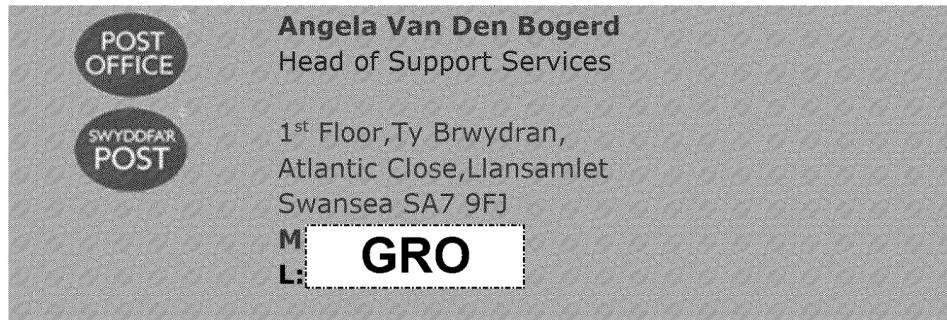 POST
OFFICE
SWYDDFA'R
POST
Angela Van Den Bogerd
Head of Support Services
1st Floor,Ty Brwydran,
Atlantic Close,Llansamlet
Swansea SA7 9FJ
M
L:
GRO